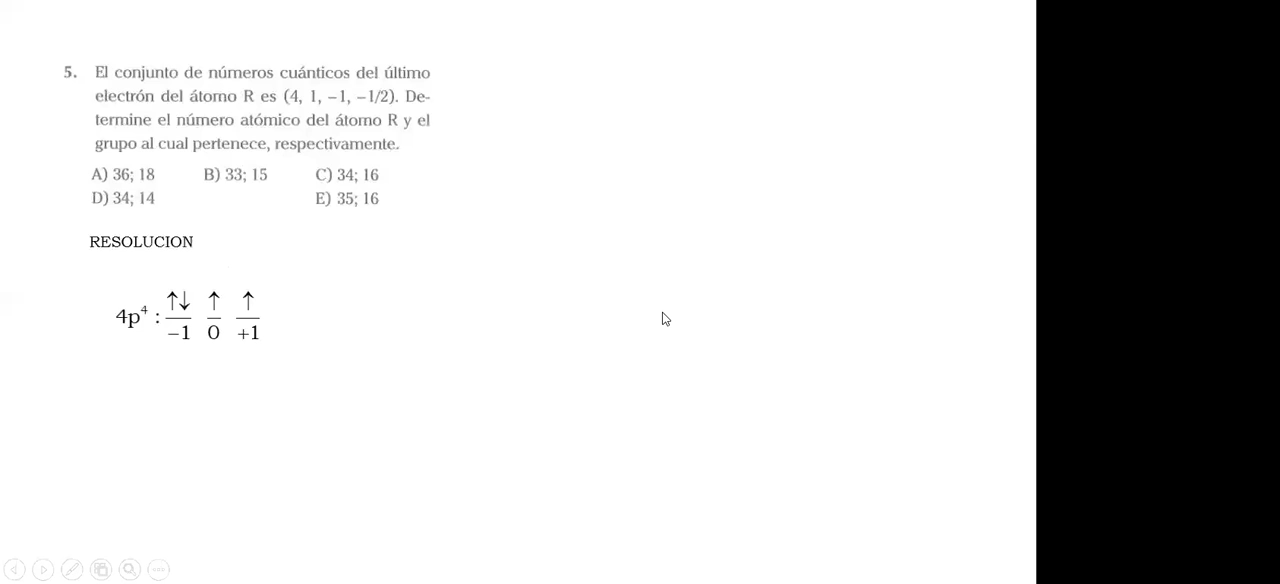 5. El conjunto de números cuánticos del último
electrón del átomo R es (4, 1, −1, −1/2). De-
termine el número atómico del átomo R y el
grupo al cual pertenece, respectivamente.
A) 36; 18 B) 33; 15 C) 34; 16
D) 34; 14 E) 35; 16
RESOLUCION
4p⁴ : ↑↓ ↑ ↑
−1 0 +1